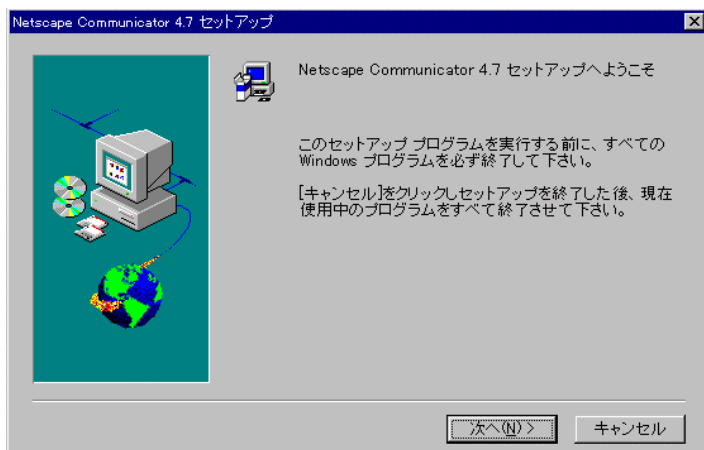 Netscape Communicator 4.7 セットアップ
Netscape Communicator 4.7 セットアップへようこそ
このセットアップ プログラムを実行する前に、すべての
Windows プログラムを必ず終了して下さい。
[キャンセル]をクリックしセットアップを終了した後、現在
使用中のプログラムをすべて終了させて下さい。
次へ(N) >
キャンセル